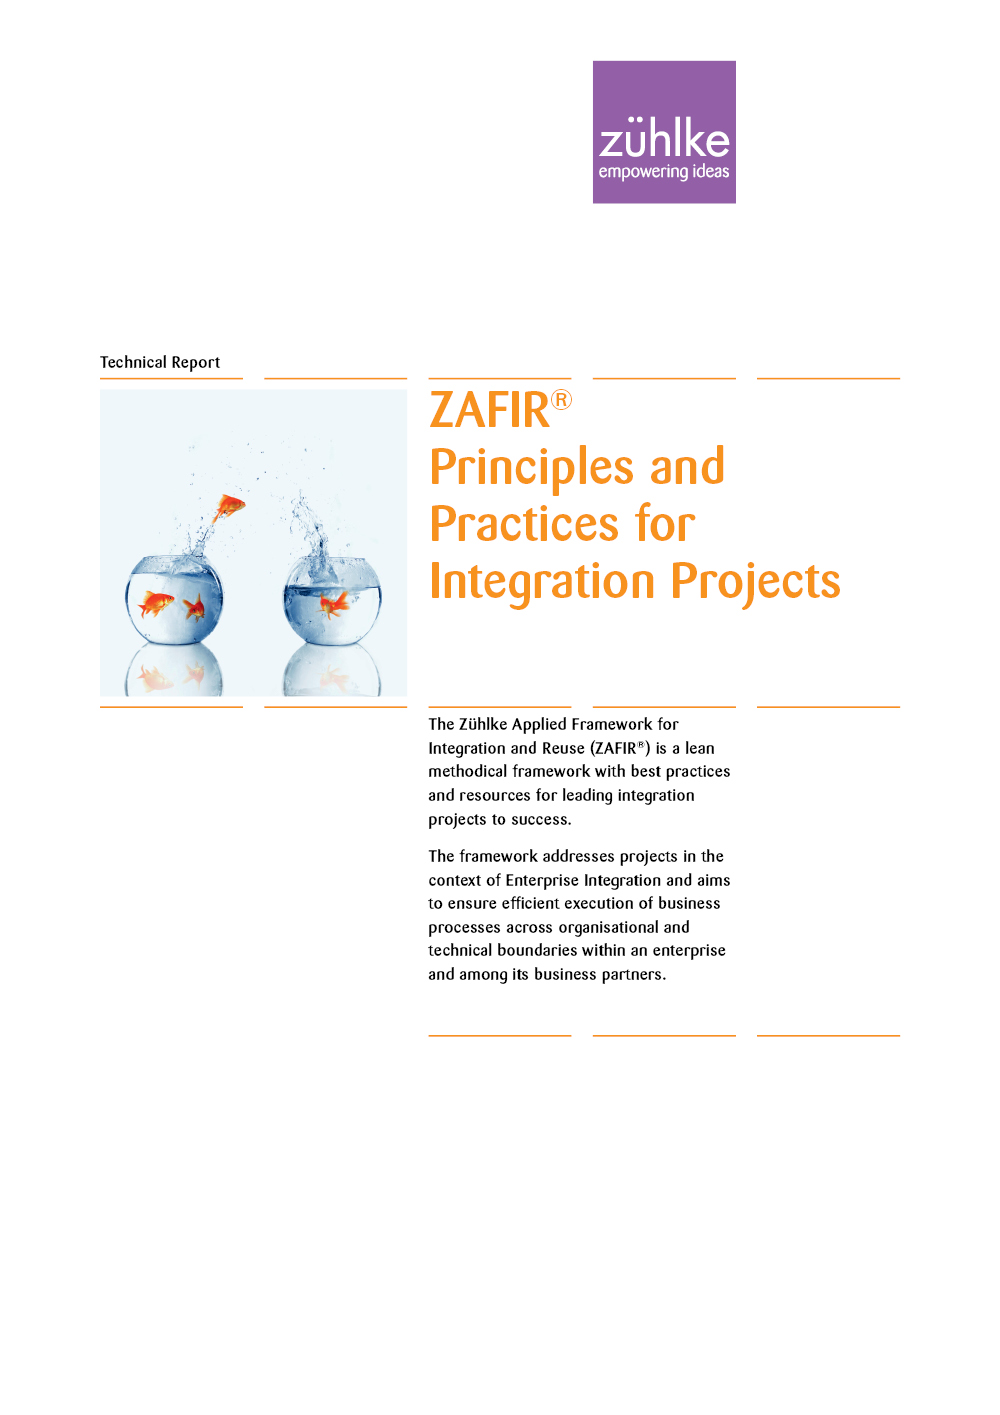 zühlke
empowering ideas
Technical Report
ZAFIR®
Principles and
Practices for
Integration Projects
The Zühlke Applied Framework for
Integration and Reuse (ZAFIR®) is a lean
methodical framework with best practices
and resources for leading integration
projects to success.
The framework addresses projects in the
context of Enterprise Integration and aims
to ensure efficient execution of business
processes across organisational and
technical boundaries within an enterprise
and among its business partners.